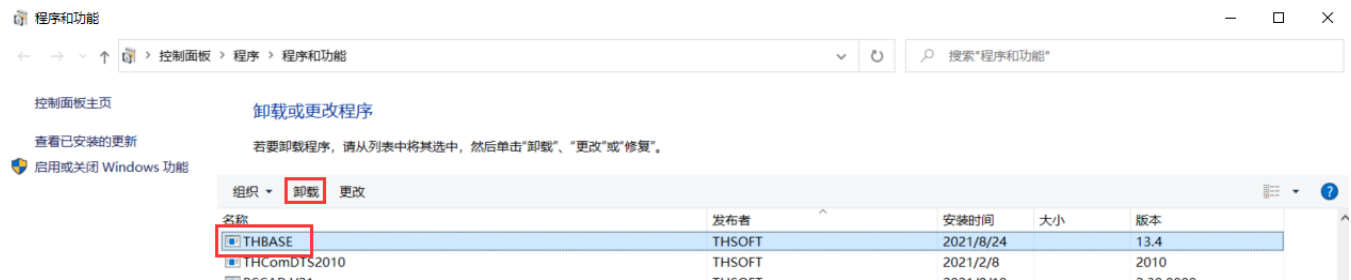 程序和功能
控制面板 > 程序 > 程序和功能
搜索"程序和功能"
控制面板主页
查看已安装的更新
启用或关闭 Windows 功能
卸载或更改程序
若要卸载程序，请从列表中将其选中，然后单击“卸载”、“更改”或“修复”。
组织 卸载 更改
名称 发布者 安装时间 大小 版本
THBASE THSOFT 2021/8/24 13.4
THComDTS2010 THSOFT 2021/2/8 2010